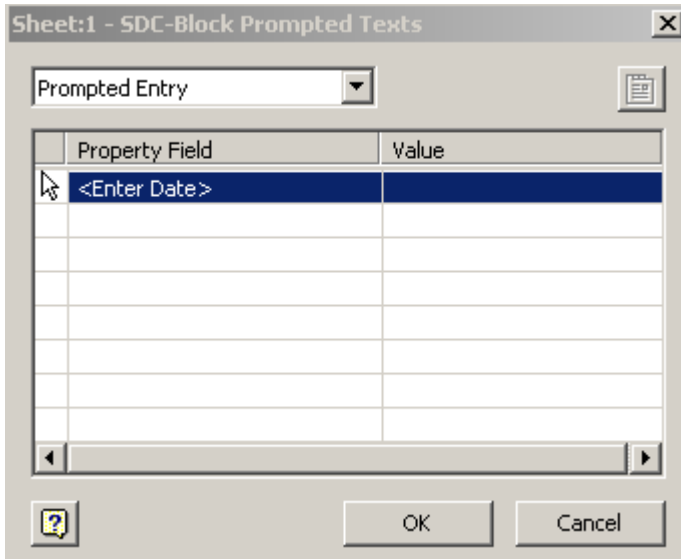 Sheet:1 - SDC-Block Prompted Texts
Prompted Entry
Property Field Value
<Enter Date>
OK Cancel